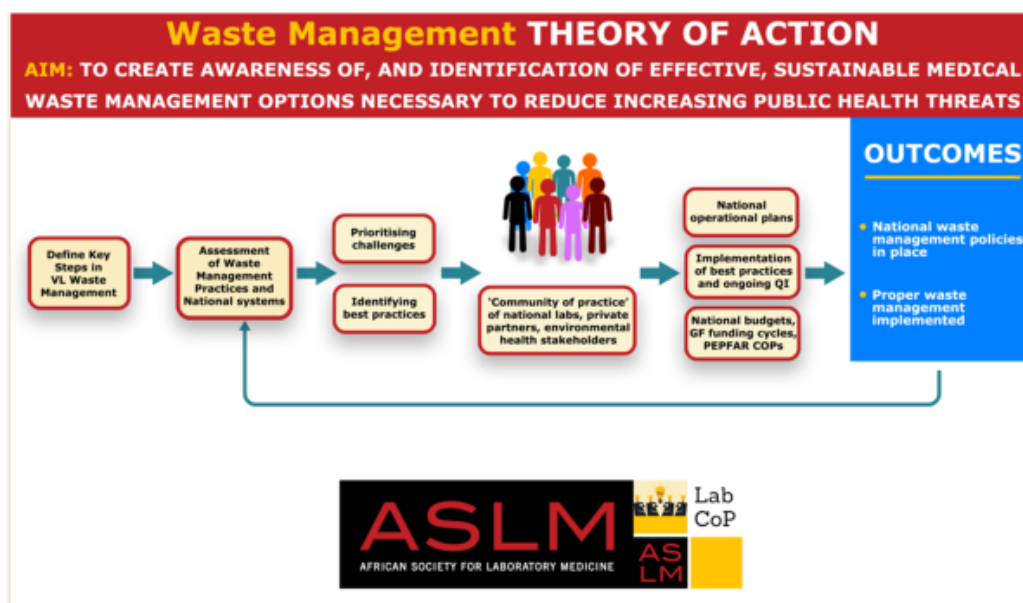 Waste Management THEORY OF ACTION
AIM: TO CREATE AWARENESS OF, AND IDENTIFICATION OF EFFECTIVE, SUSTAINABLE MEDICAL
WASTE MANAGEMENT OPTIONS NECESSARY TO REDUCE INCREASING PUBLIC HEALTH THREATS
Define Key
Steps in
VL Waste
Management
Assessment
of Waste
Management
Practices and
National systems
Prioritising
challenges
Identifying
best practices
'Community of practice'
of national labs, private
partners, environmental
health stakeholders
National
operational plans
Implementation
of best practices
and ongoing QI
National budgets,
GF funding cycles,
PEPFAR COPs
OUTCOMES
• National waste
management policies
in place
• Proper waste
management
implemented
ASLM
AFRICAN SOCIETY FOR LABORATORY MEDICINE
Lab
CoP
AS
LM